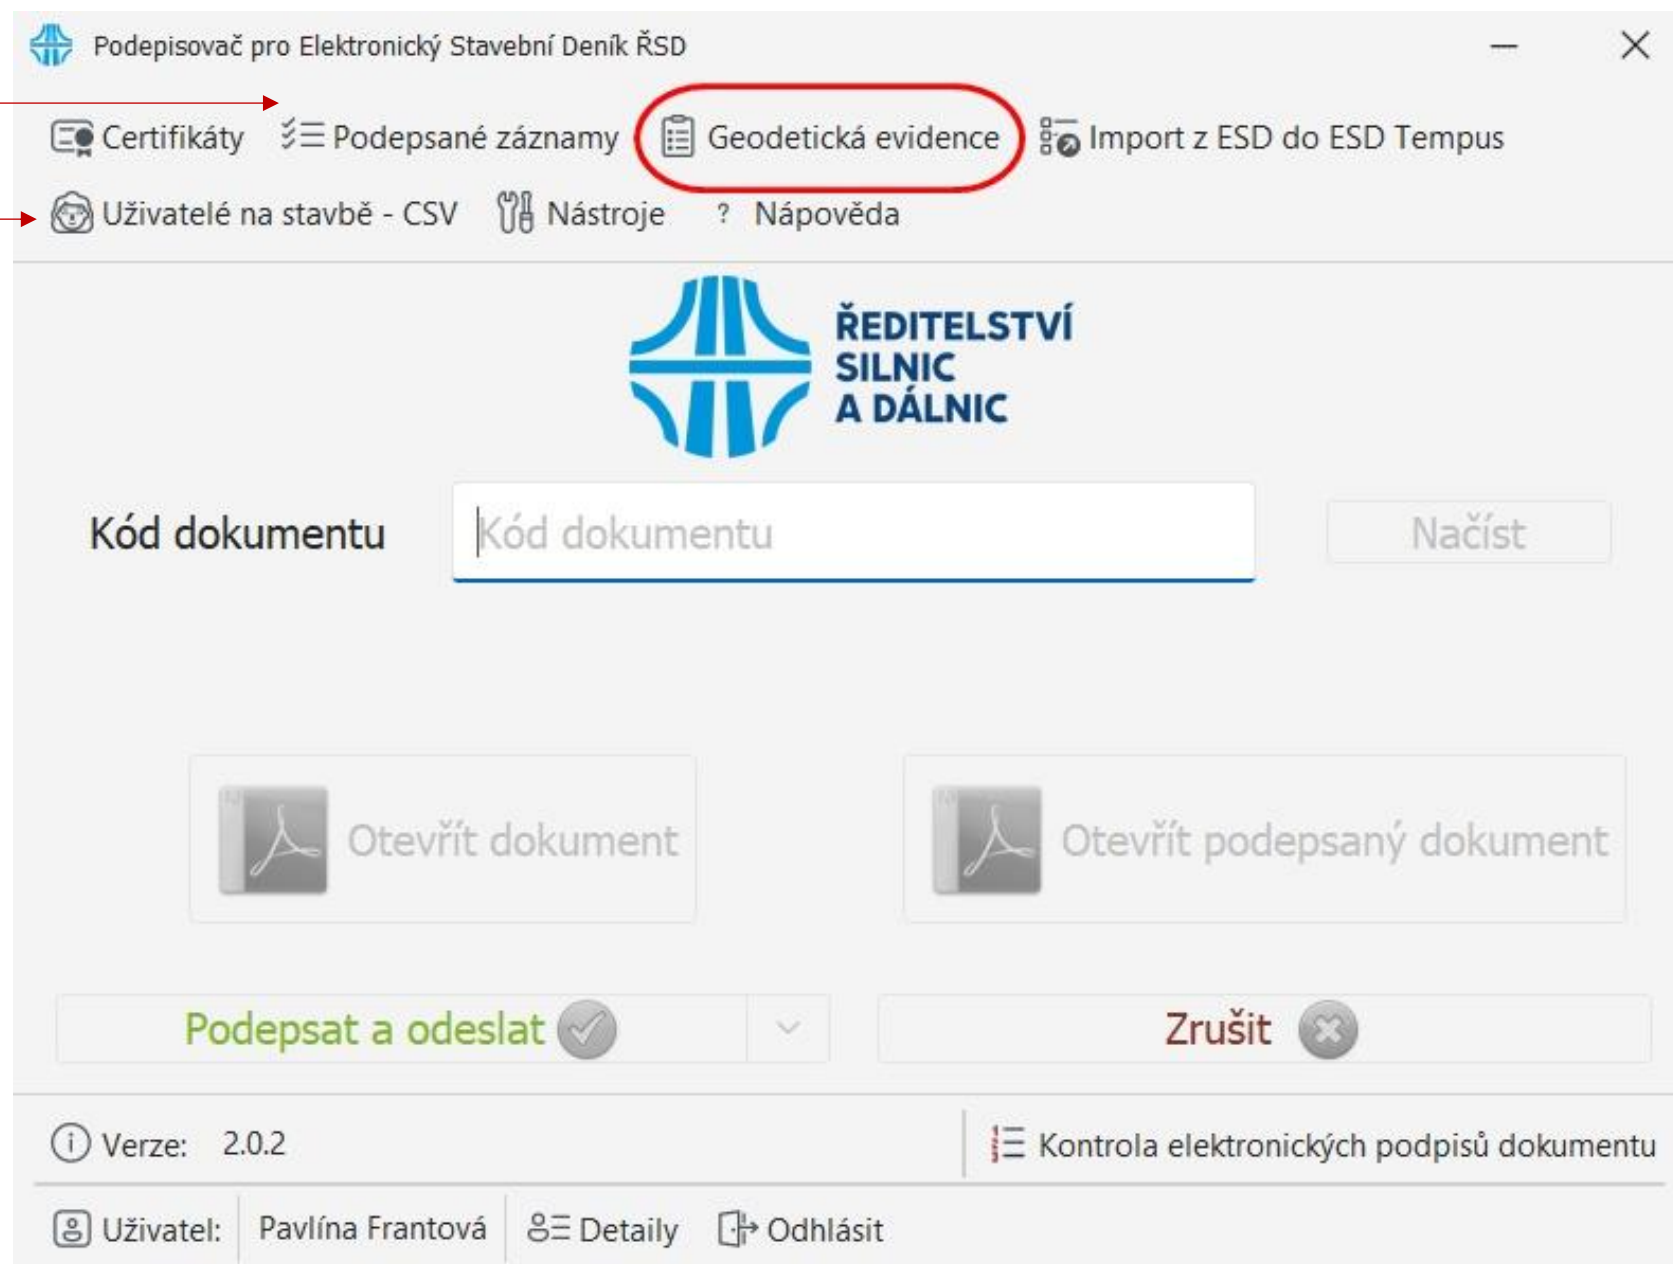 Podepisovač pro Elektronický Stavební Deník ŘSD
Certifikáty Podepsané záznamy Geodetická evidence Import z ESD do ESD Tempus
Uživatelé na stavbě - CSV Nástroje ? Nápověda
ŘEDITELSTVÍ
SILNIC
A DÁLNIC
Kód dokumentu Kód dokumentu Načíst
Otevřít dokument Otevřít podepsaný dokument
Podepsat a odeslat Zrušit
Verze: 2.0.2 Kontrola elektronických podpisů dokumentu
Uživatel: Pavlína Frantová Detaily Odhlásit